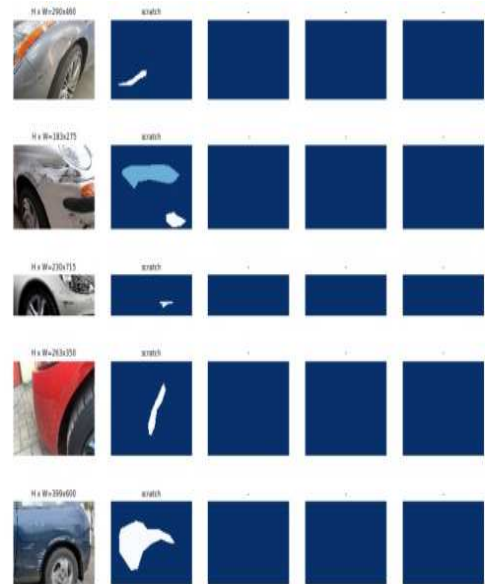 H x W=290x460 scratch - - -
H x W=183x275 scratch - - -
H x W=230x715 scratch - - -
H x W=263x350 scratch - - -
H x W=399x600 scratch - - -